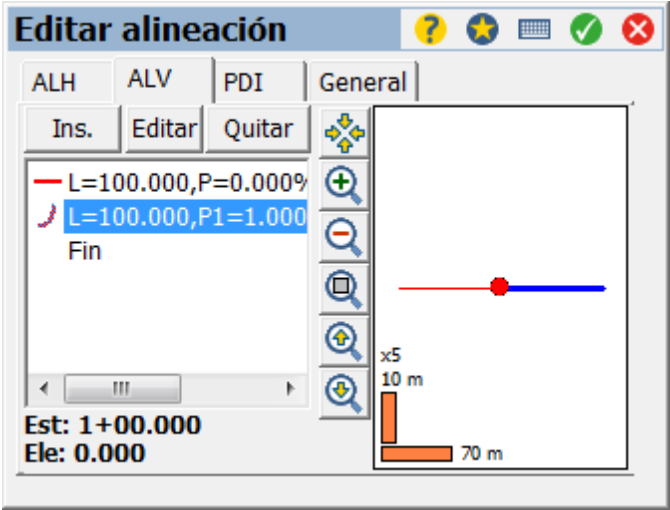 Editar alineación
ALH ALV PDI General
Ins. Editar Quitar
L=100.000,P=0.000%
L=100.000,P1=1.000
Fin
x5
10 m
70 m
Est: 1+00.000
Ele: 0.000